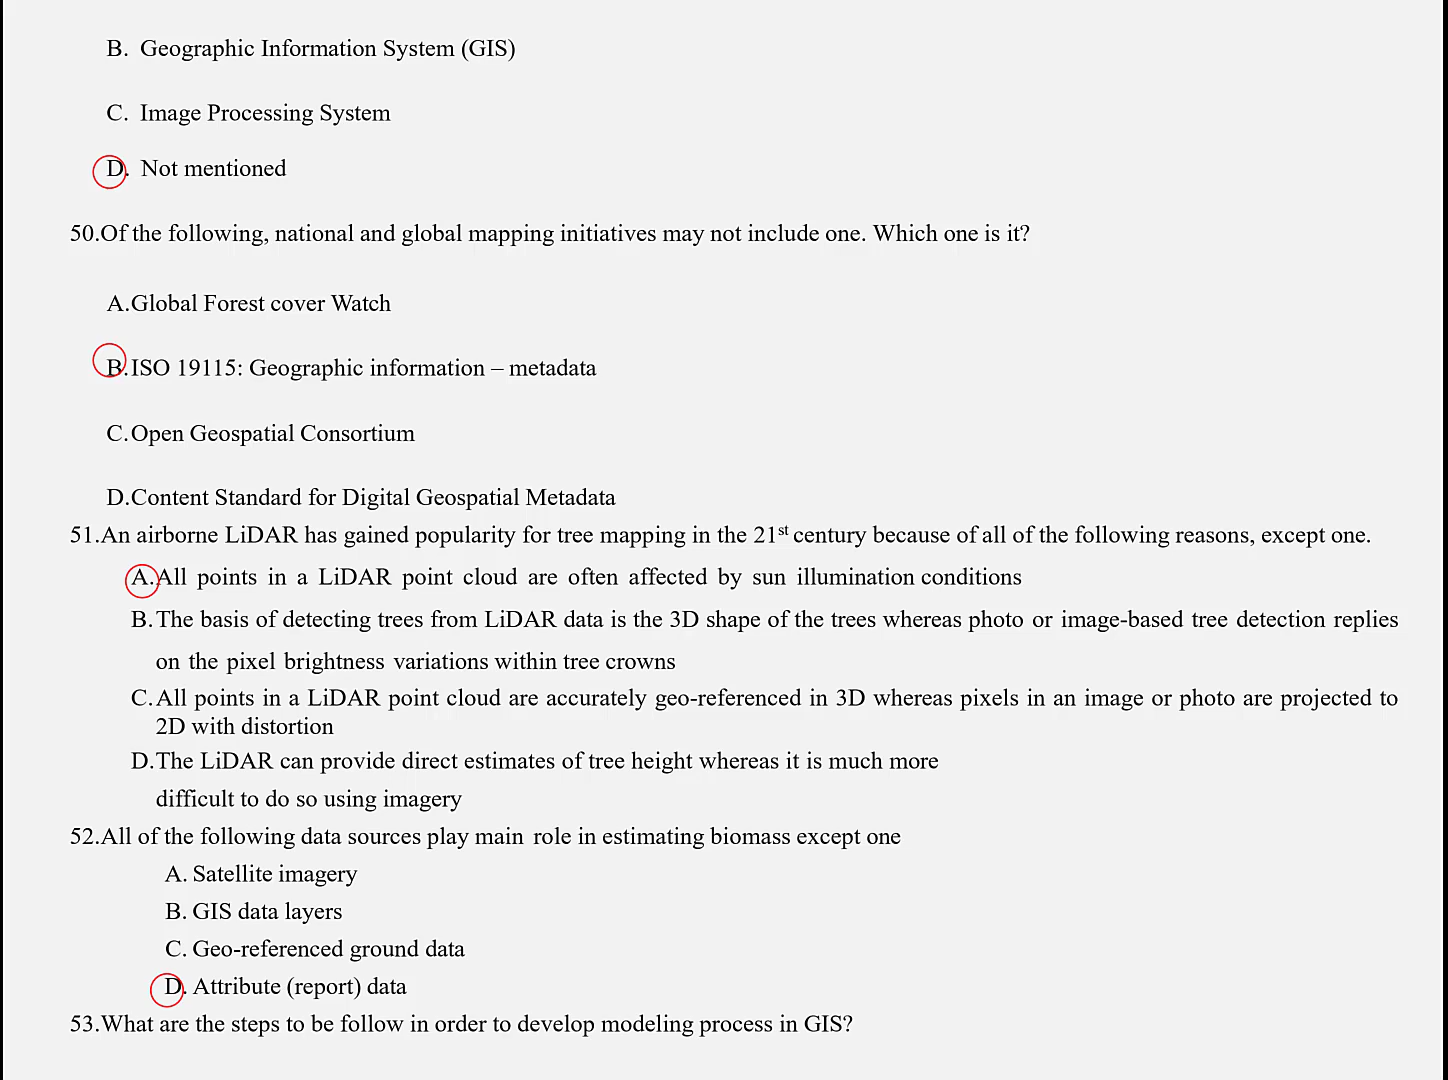 B. Geographic Information System (GIS)
C. Image Processing System
D. Not mentioned
50.Of the following, national and global mapping initiatives may not include one. Which one is it?
A.Global Forest cover Watch
B.ISO 19115: Geographic information – metadata
C.Open Geospatial Consortium
D.Content Standard for Digital Geospatial Metadata
51.An airborne LiDAR has gained popularity for tree mapping in the 21st century because of all of the following reasons, except one.
A.All points in a LiDAR point cloud are often affected by sun illumination conditions
B.The basis of detecting trees from LiDAR data is the 3D shape of the trees whereas photo or image-based tree detection replies
on the pixel brightness variations within tree crowns
C.All points in a LiDAR point cloud are accurately geo-referenced in 3D whereas pixels in an image or photo are projected to
2D with distortion
D.The LiDAR can provide direct estimates of tree height whereas it is much more
difficult to do so using imagery
52.All of the following data sources play main role in estimating biomass except one
A. Satellite imagery
B. GIS data layers
C. Geo-referenced ground data
D. Attribute (report) data
53.What are the steps to be follow in order to develop modeling process in GIS?